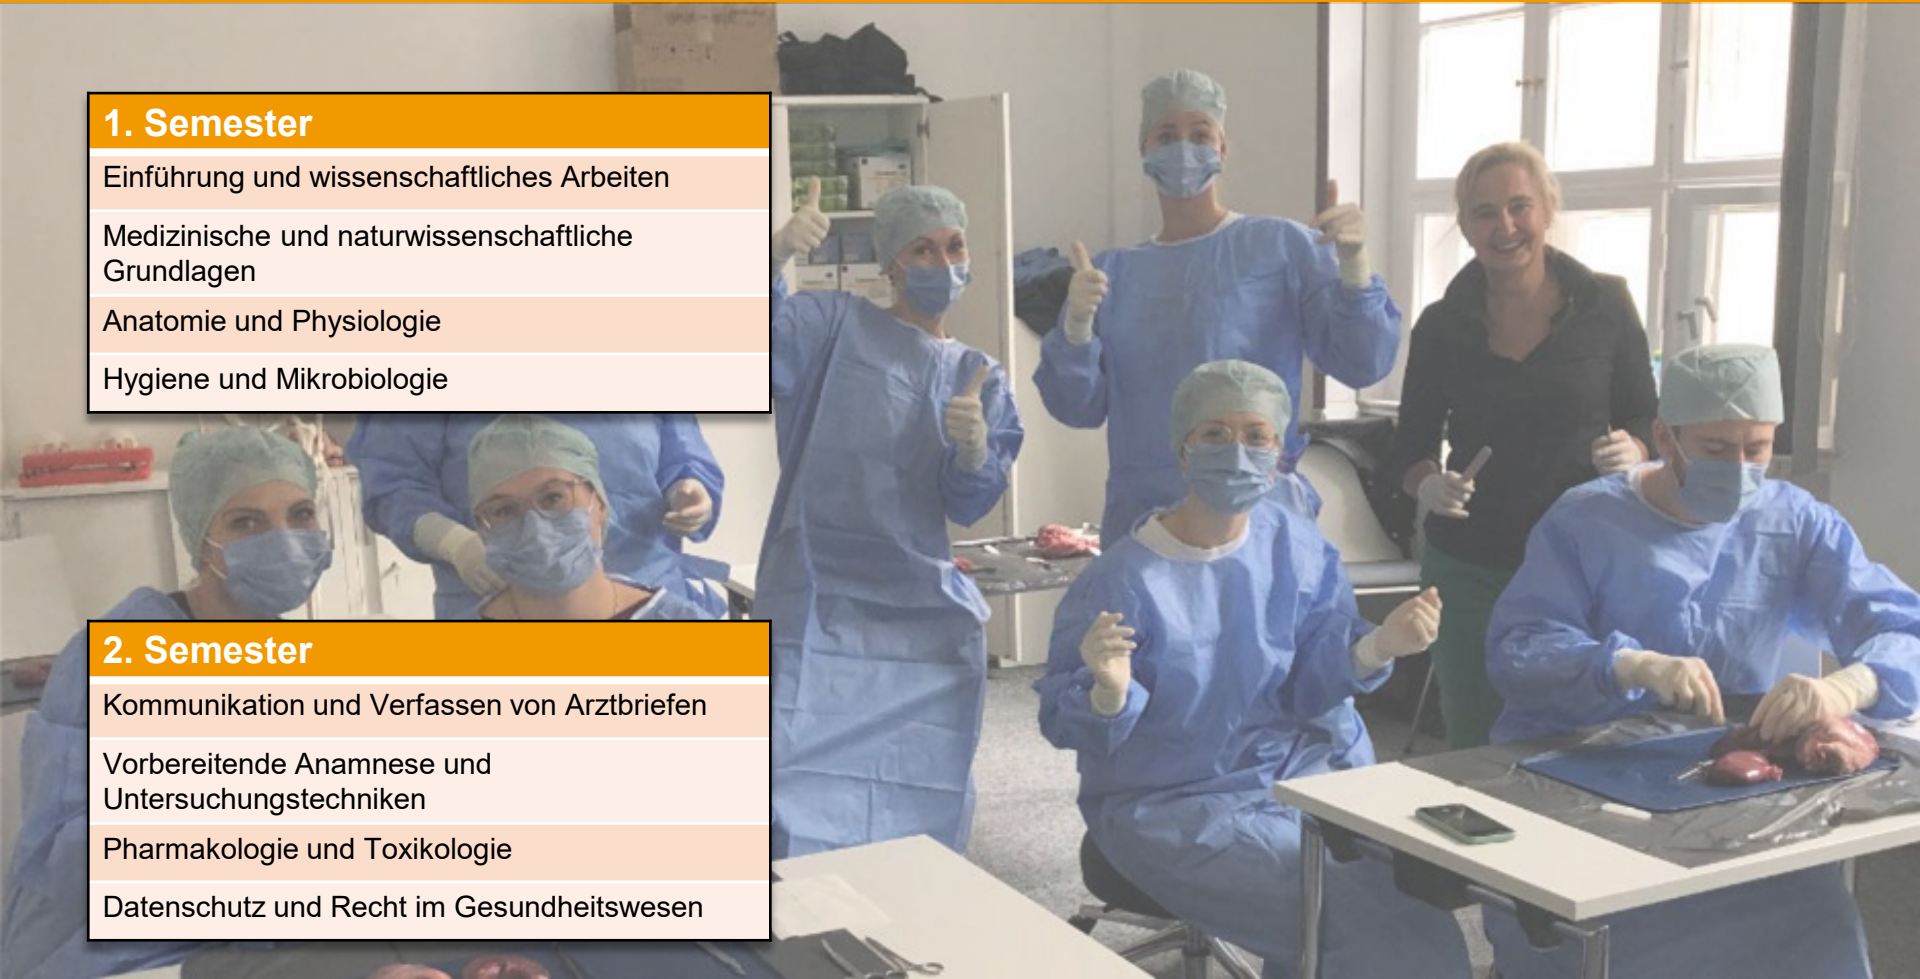 1. Semester
Einführung und wissenschaftliches Arbeiten
Medizinische und naturwissenschaftliche
Grundlagen
Anatomie und Physiologie
Hygiene und Mikrobiologie
2. Semester
Kommunikation und Verfassen von Arztbriefen
Vorbereitende Anamnese und
Untersuchungstechniken
Pharmakologie und Toxikologie
Datenschutz und Recht im Gesundheitswesen